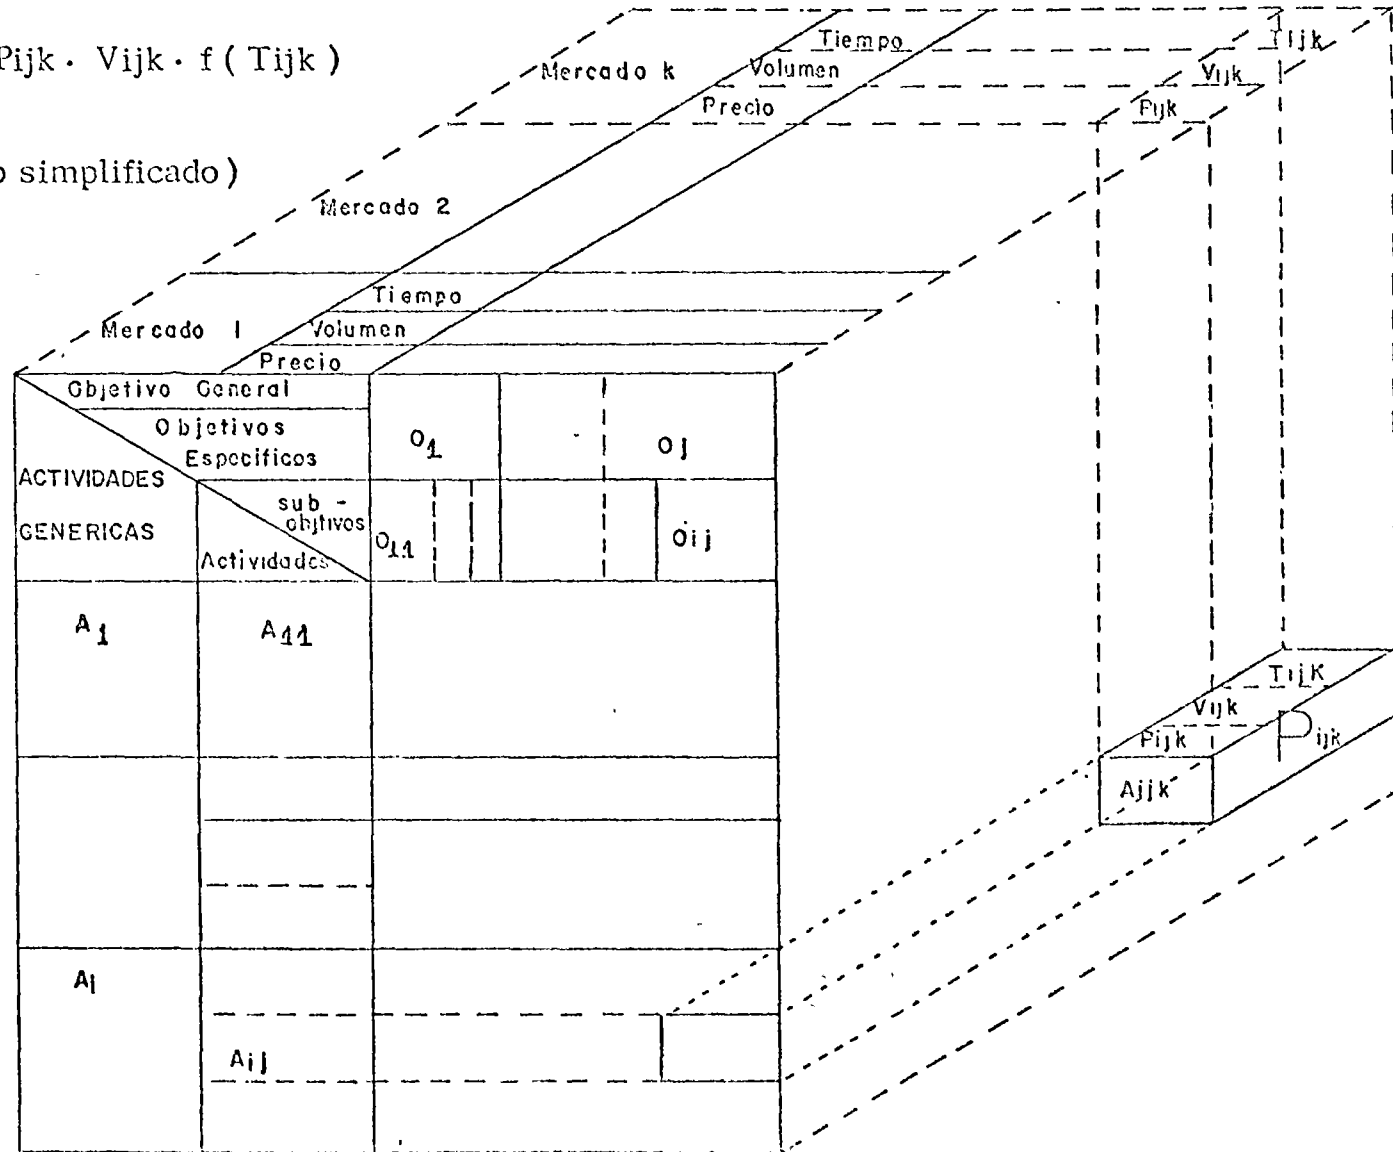 Pijk . Vijk . f ( Tijk )
simplificado )
Tiempo
Tijk
Mercado k
Volumen
Vijk
Precio
Pijk
Mercado 2
Tiempo
Mercado 1
Volumen
Precio
Objetivo General
Objetivos
Específicos
O1
Oj
ACTIVIDADES
GENERICAS
sub -
objtivos
Actividades
O11
Oij
A1
A11
Tijk
Vijk
Pijk
Pijk
Aijk
Ai
Aij